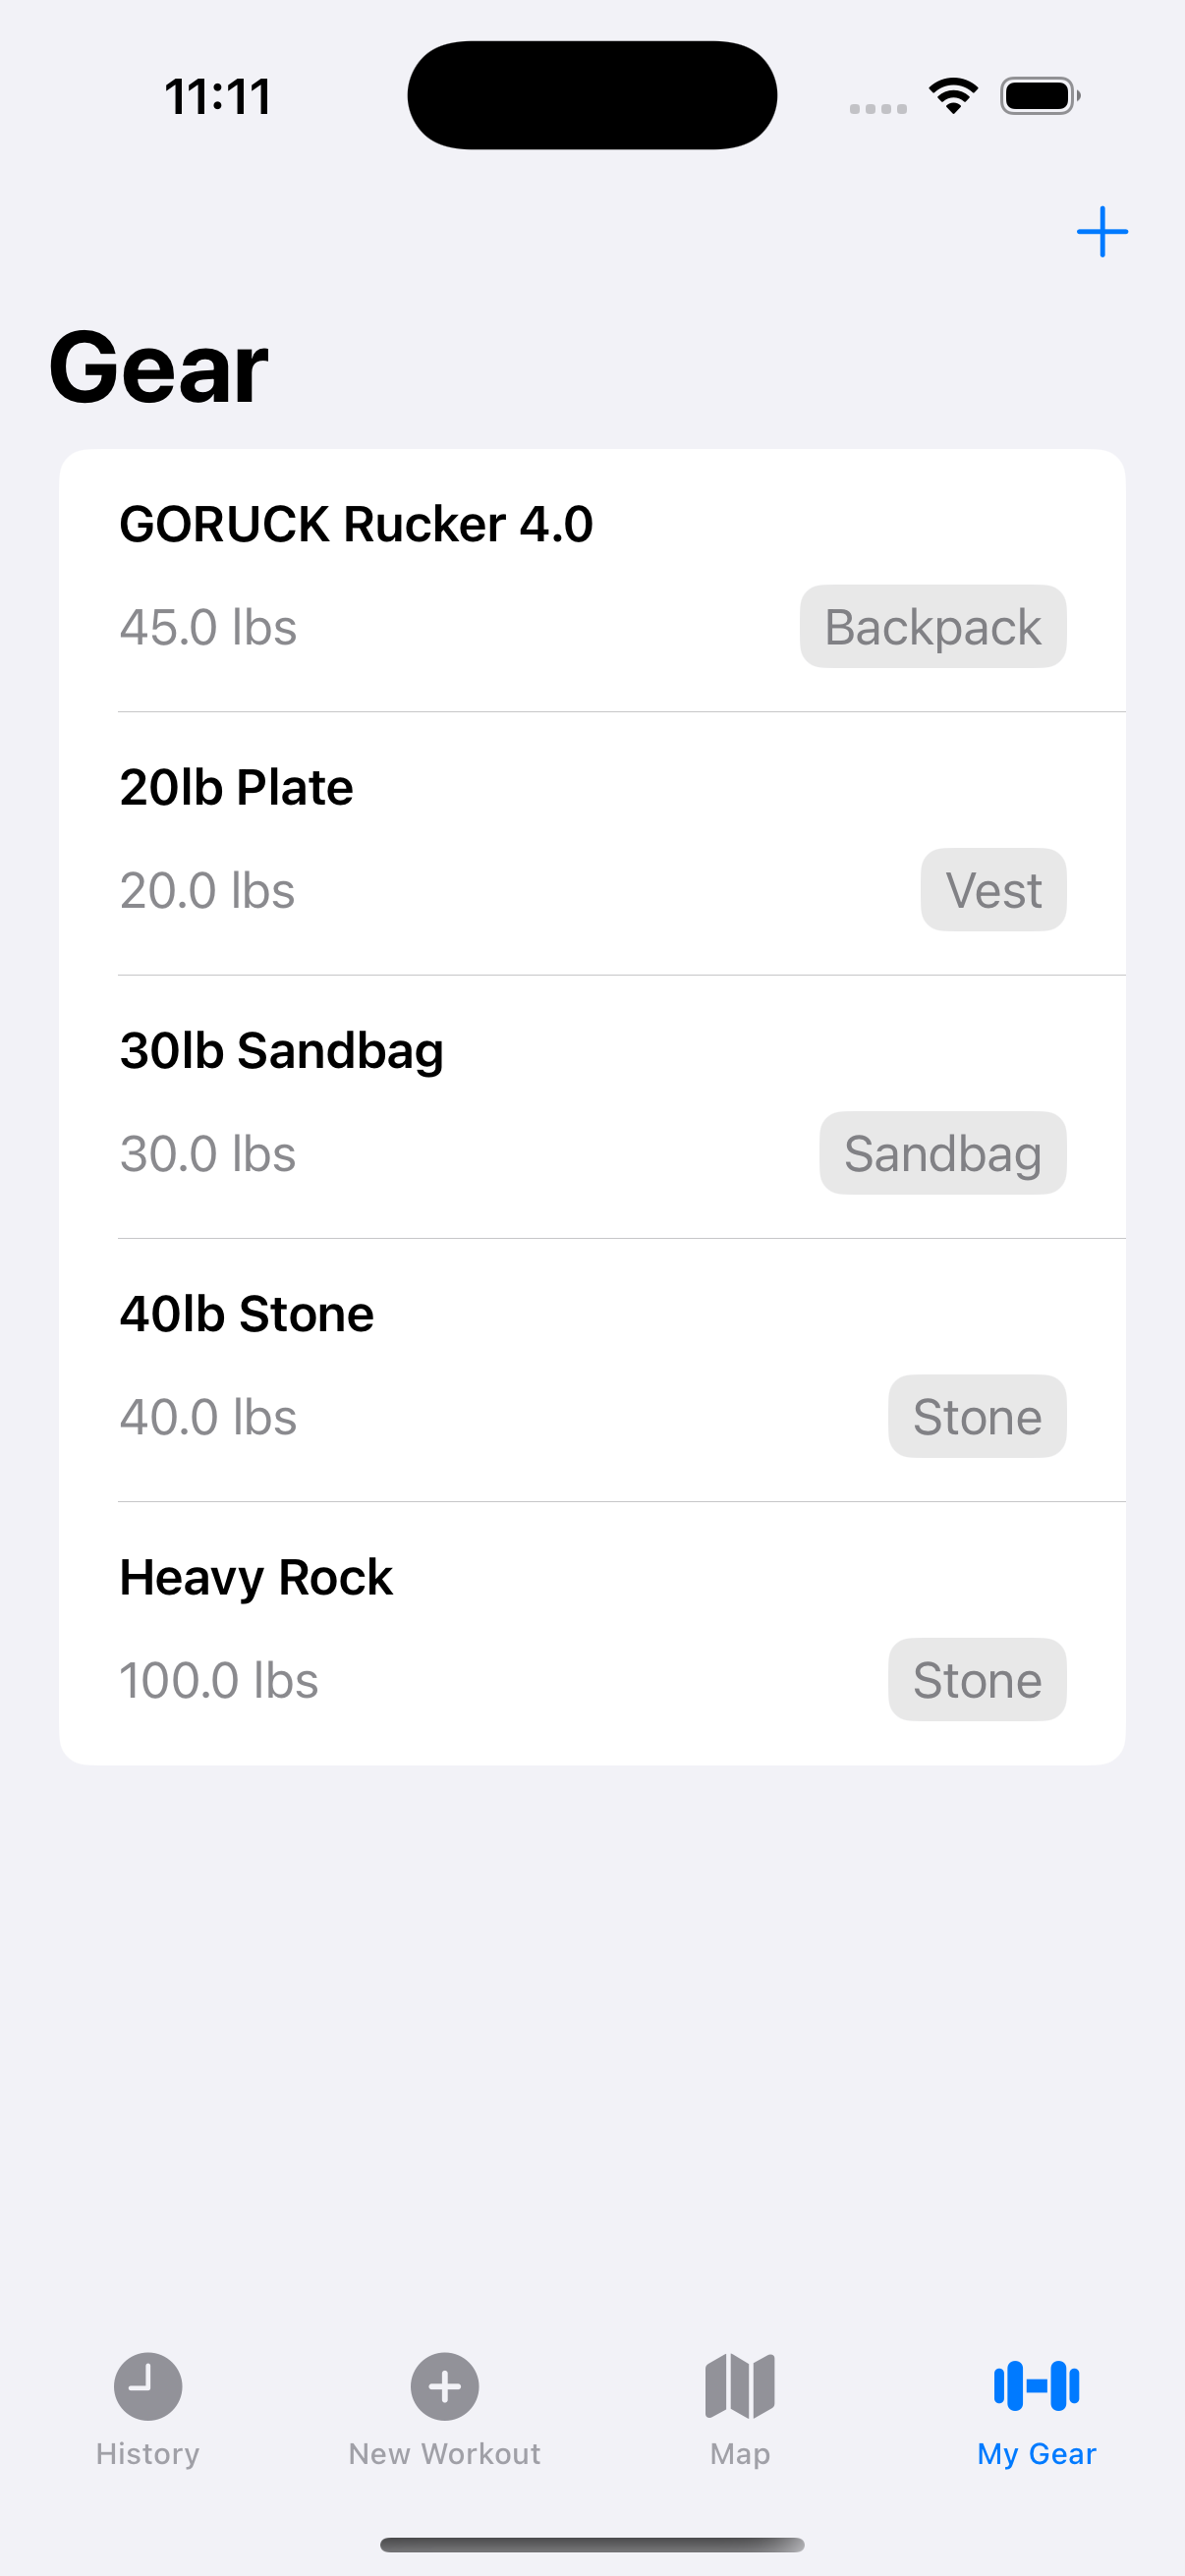 11:11
Gear
GORUCK Rucker 4.0
45.0 lbs Backpack
20lb Plate
20.0 lbs Vest
30lb Sandbag
30.0 lbs Sandbag
40lb Stone
40.0 lbs Stone
Heavy Rock
100.0 lbs Stone
History New Workout Map My Gear